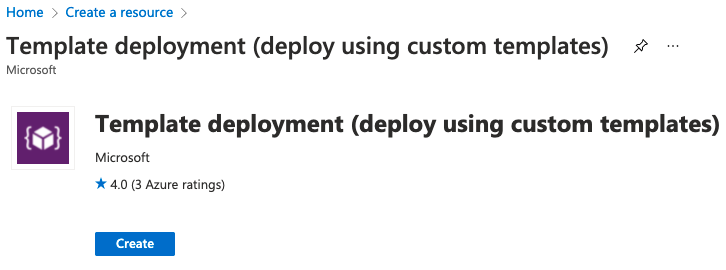 Home > Create a resource >
Template deployment (deploy using custom templates) ...
Microsoft
Template deployment (deploy using custom templates)
Microsoft
★ 4.0 (3 Azure ratings)
Create